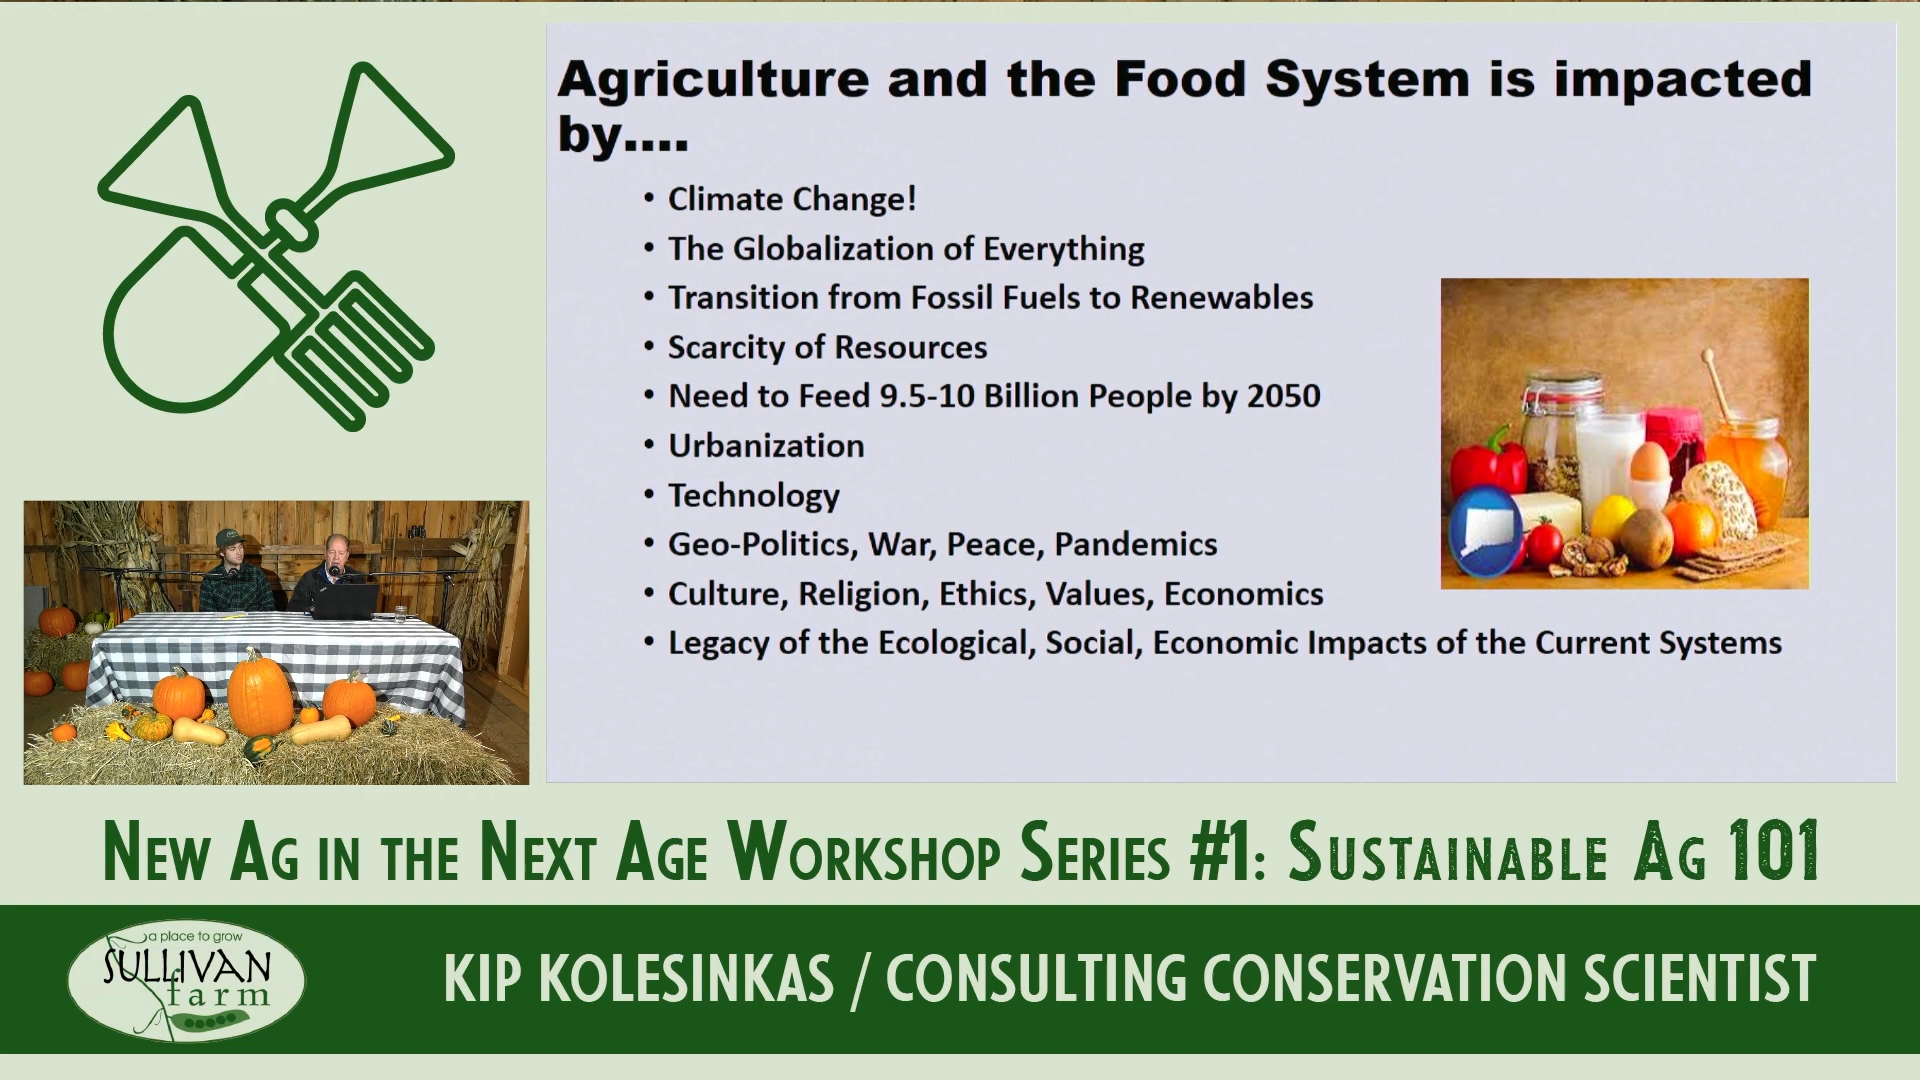 Agriculture and the Food System is impacted
by....
• Climate Change!
• The Globalization of Everything
• Transition from Fossil Fuels to Renewables
• Scarcity of Resources
• Need to Feed 9.5-10 Billion People by 2050
• Urbanization
• Technology
• Geo-Politics, War, Peace, Pandemics
• Culture, Religion, Ethics, Values, Economics
• Legacy of the Ecological, Social, Economic Impacts of the Current Systems
New Ag in the Next Age Workshop Series #1: Sustainable Ag 101
a place to grow
SULLIVAN
farm
KIP KOLESINKAS / CONSULTING CONSERVATION SCIENTIST